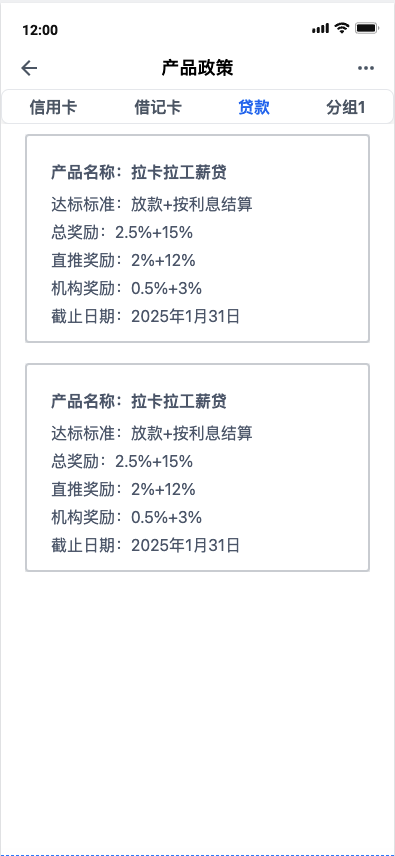 12:00
产品政策
信用卡 借记卡 贷款 分组1
产品名称：拉卡拉工薪贷
达标标准：放款+按利息结算
总奖励：2.5%+15%
直推奖励：2%+12%
机构奖励：0.5%+3%
截止日期：2025年1月31日
产品名称：拉卡拉工薪贷
达标标准：放款+按利息结算
总奖励：2.5%+15%
直推奖励：2%+12%
机构奖励：0.5%+3%
截止日期：2025年1月31日